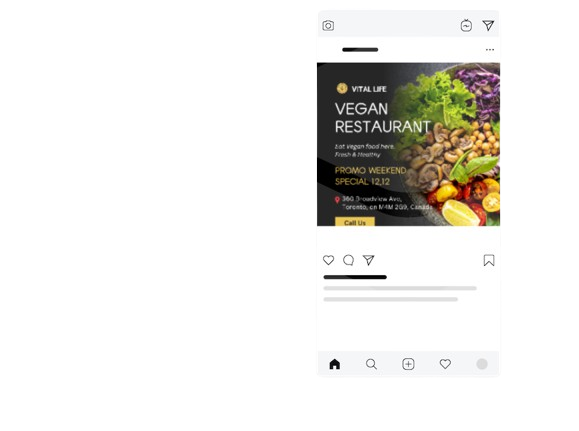 VITAL LIFE
VEGAN
RESTAURANT
Eat Vegan food here,
Fresh & Healthy
PROMO WEEKEND
SPECIAL 12,12
360 Broadview Ave,
Toronto, on M4M 2G9, Canada
Call Us